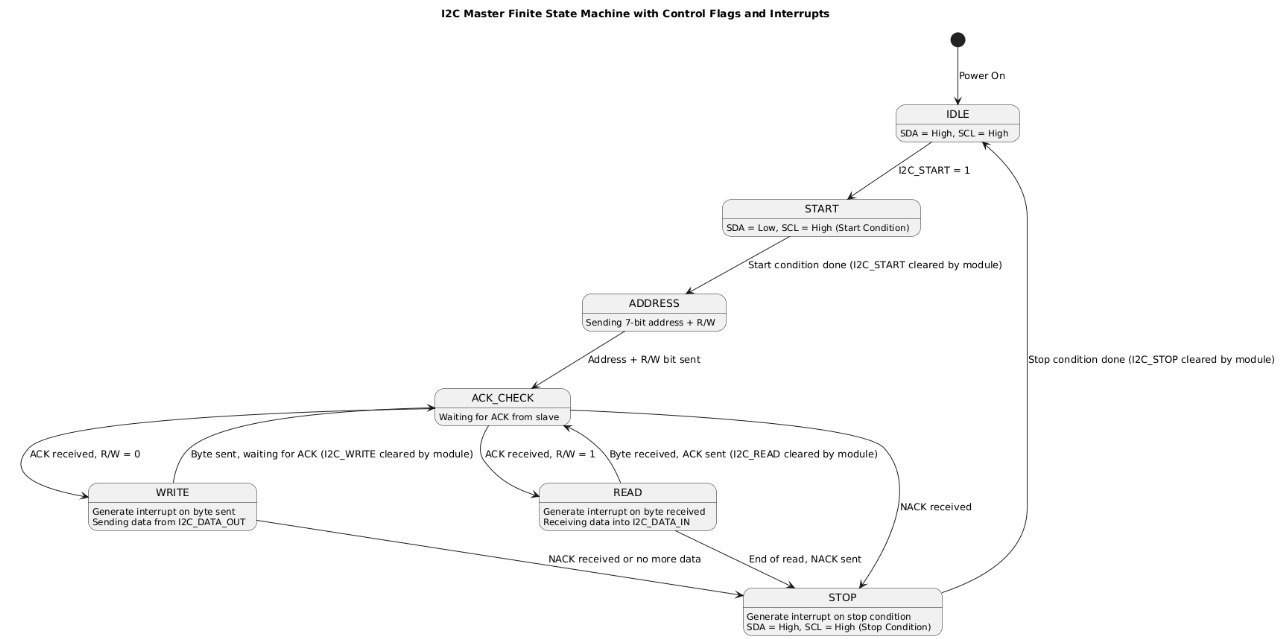 I2C Master Finite State Machine with Control Flags and Interrupts
Power On
IDLE
SDA = High, SCL = High
I2C_START = 1
START
SDA = Low, SCL = High (Start Condition)
Start condition done (I2C_START cleared by module)
ADDRESS
Sending 7-bit address + R/W
Address + R/W bit sent
Stop condition done (I2C_STOP cleared by module)
ACK_CHECK
Waiting for ACK from slave
ACK received, R/W = 0
Byte sent, waiting for ACK (I2C_WRITE cleared by module)
ACK received, R/W = 1
Byte received, ACK sent (I2C_READ cleared by module)
NACK received
WRITE
Generate interrupt on byte sent
Sending data from I2C_DATA_OUT
READ
Generate interrupt on byte received
Receiving data into I2C_DATA_IN
NACK received or no more data
End of read, NACK sent
STOP
Generate interrupt on stop condition
SDA = High, SCL = High (Stop Condition)